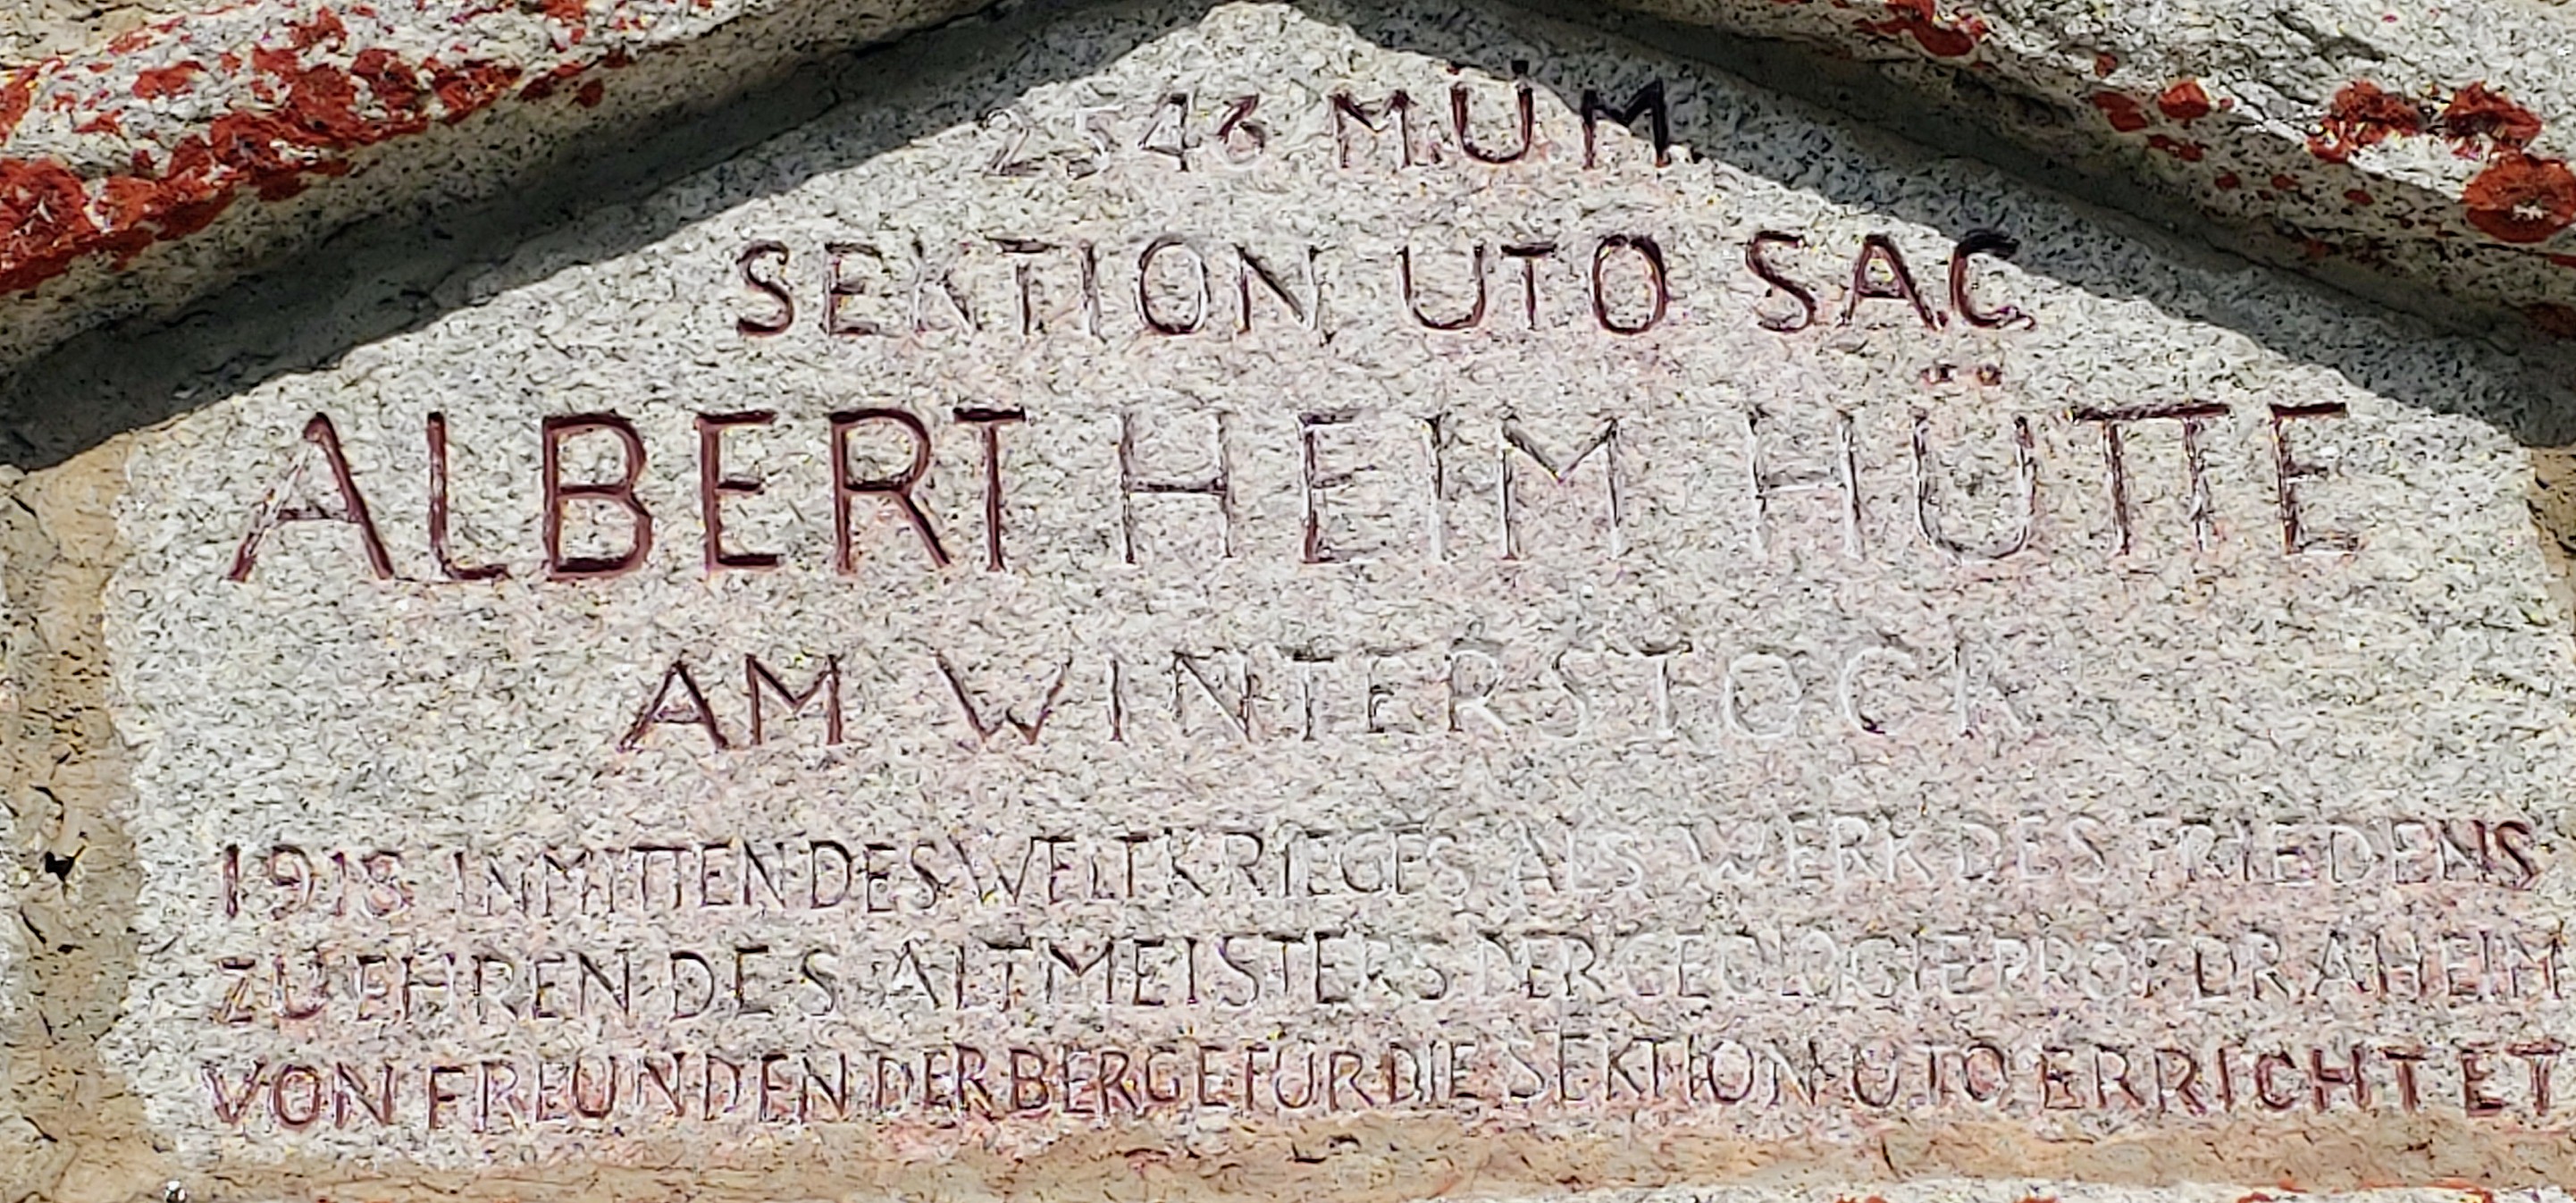 2543 M.Ü.M.
SEKTION UTO S.A.C.
ALBERT HEIM HÜTTE
AM WINTERSTOCK
1918 INMITTEN DES WELTKRIEGES ALS WERK DES FRIEDENS
ZU EHREN DES ALTMEISTERS DER GEOLOGIE PROF. DR. A. HEIM
VON FREUNDEN DER BERGE FÜR DIE SEKTION UTO ERRICHTET